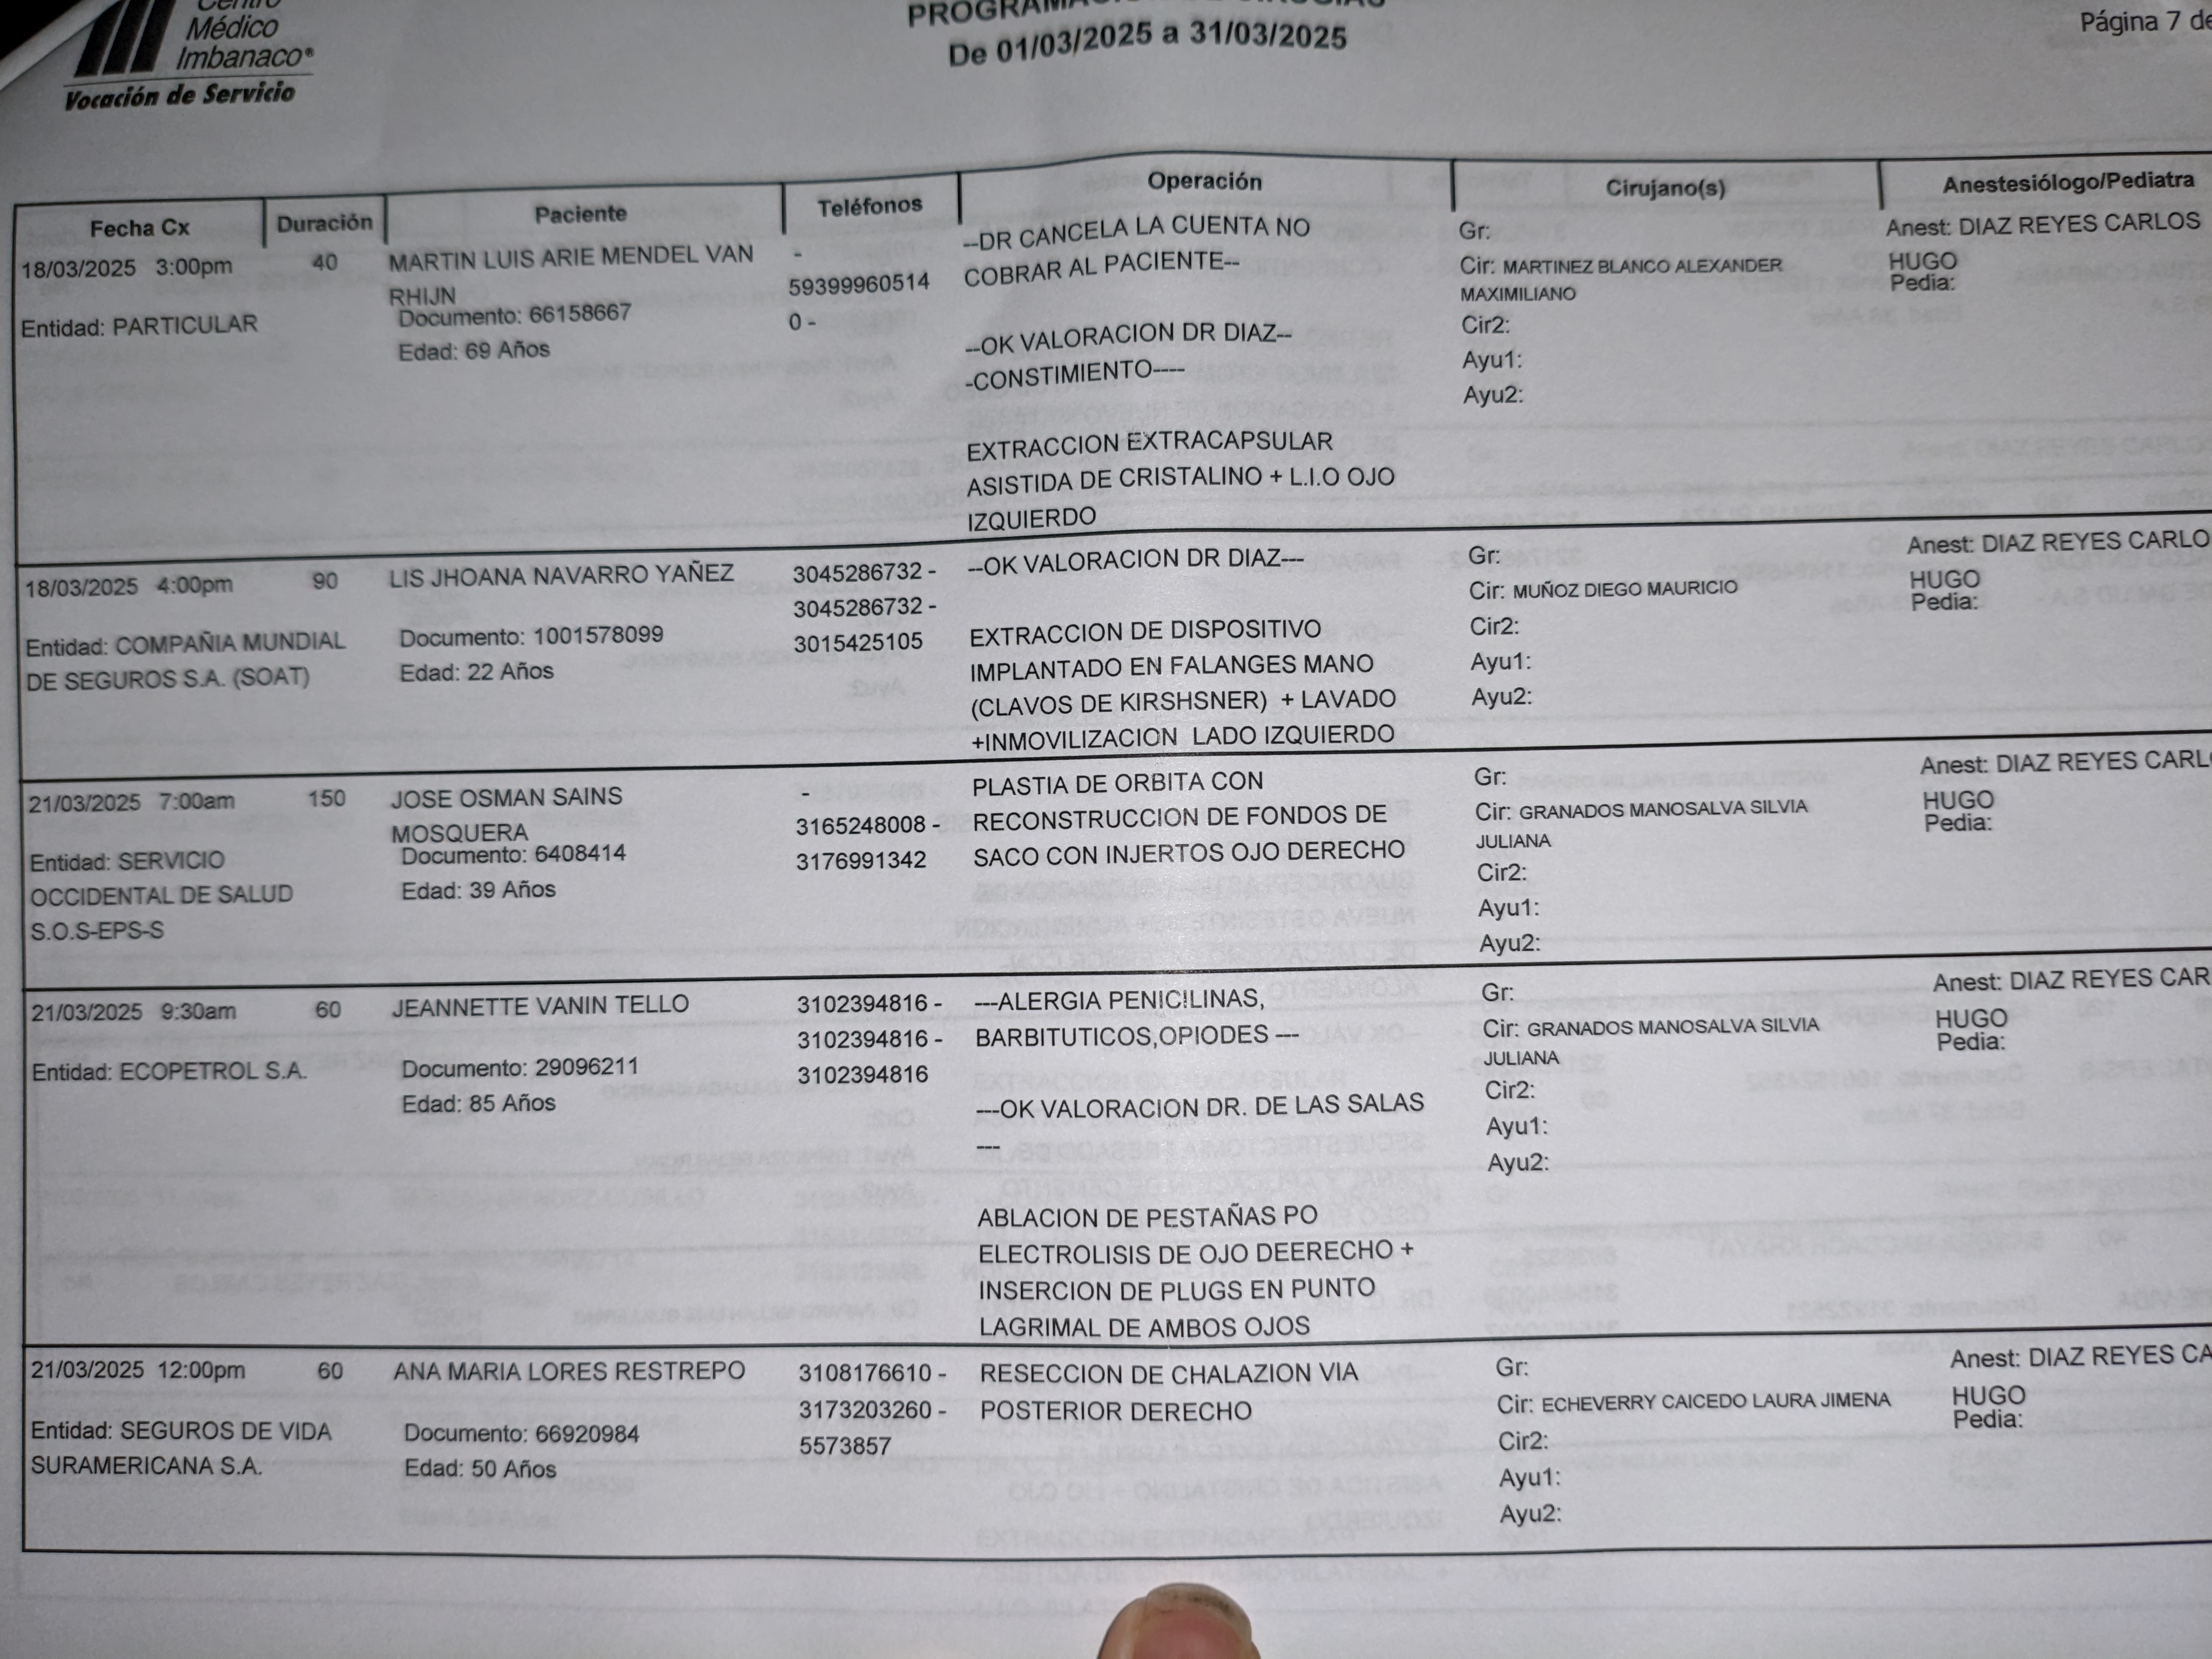 Centro
Médico
Imbanaco
Vocación de Servicio
PROGRAMACION DE CIRUGIAS
De 01/03/2025 a 31/03/2025
Página 7 de
Fecha Cx Duración Paciente Teléfonos Operación Cirujano(s) Anestesiólogo/Pediatra
18/03/2025 3:00pm 40 MARTIN LUIS ARIE MENDEL VAN
RHIJN
Documento: 66158667
Edad: 69 Años
Entidad: PARTICULAR
-
59399960514
0 -
--DR CANCELA LA CUENTA NO
COBRAR AL PACIENTE--
--OK VALORACION DR DIAZ--
-CONSTIMIENTO----
EXTRACCION EXTRACAPSULAR
ASISTIDA DE CRISTALINO + L.I.O OJO
IZQUIERDO
Gr:
Cir: MARTINEZ BLANCO ALEXANDER
MAXIMILIANO
Cir2:
Ayu1:
Ayu2:
Anest: DIAZ REYES CARLOS
HUGO
Pedia:
18/03/2025 4:00pm 90 LIS JHOANA NAVARRO YAÑEZ
Documento: 1001578099
Edad: 22 Años
Entidad: COMPAÑIA MUNDIAL
DE SEGUROS S.A. (SOAT)
3045286732 -
3045286732 -
3015425105
--OK VALORACION DR DIAZ---
EXTRACCION DE DISPOSITIVO
IMPLANTADO EN FALANGES MANO
(CLAVOS DE KIRSHSNER) + LAVADO
+INMOVILIZACION LADO IZQUIERDO
Gr:
Cir: MUÑOZ DIEGO MAURICIO
Cir2:
Ayu1:
Ayu2:
Anest: DIAZ REYES CARLO
HUGO
Pedia:
21/03/2025 7:00am 150 JOSE OSMAN SAINS
MOSQUERA
Documento: 6408414
Edad: 39 Años
Entidad: SERVICIO
OCCIDENTAL DE SALUD
S.O.S-EPS-S
-
3165248008 -
3176991342
PLASTIA DE ORBITA CON
RECONSTRUCCION DE FONDOS DE
SACO CON INJERTOS OJO DERECHO
Gr:
Cir: GRANADOS MANOSALVA SILVIA
JULIANA
Cir2:
Ayu1:
Ayu2:
Anest: DIAZ REYES CARLO
HUGO
Pedia:
21/03/2025 9:30am 60 JEANNETTE VANIN TELLO
Documento: 29096211
Edad: 85 Años
Entidad: ECOPETROL S.A.
3102394816 -
3102394816 -
3102394816
---ALERGIA PENICILINAS,
BARBITUTICOS,OPIODES ---
---OK VALORACION DR. DE LAS SALAS
---
ABLACION DE PESTAÑAS PO
ELECTROLISIS DE OJO DEERECHO +
INSERCION DE PLUGS EN PUNTO
LAGRIMAL DE AMBOS OJOS
Gr:
Cir: GRANADOS MANOSALVA SILVIA
JULIANA
Cir2:
Ayu1:
Ayu2:
Anest: DIAZ REYES CAR
HUGO
Pedia:
21/03/2025 12:00pm 60 ANA MARIA LORES RESTREPO
Documento: 66920984
Edad: 50 Años
Entidad: SEGUROS DE VIDA
SURAMERICANA S.A.
3108176610 -
3173203260 -
5573857
RESECCION DE CHALAZION VIA
POSTERIOR DERECHO
Gr:
Cir: ECHEVERRY CAICEDO LAURA JIMENA
Cir2:
Ayu1:
Ayu2:
Anest: DIAZ REYES CA
HUGO
Pedia: